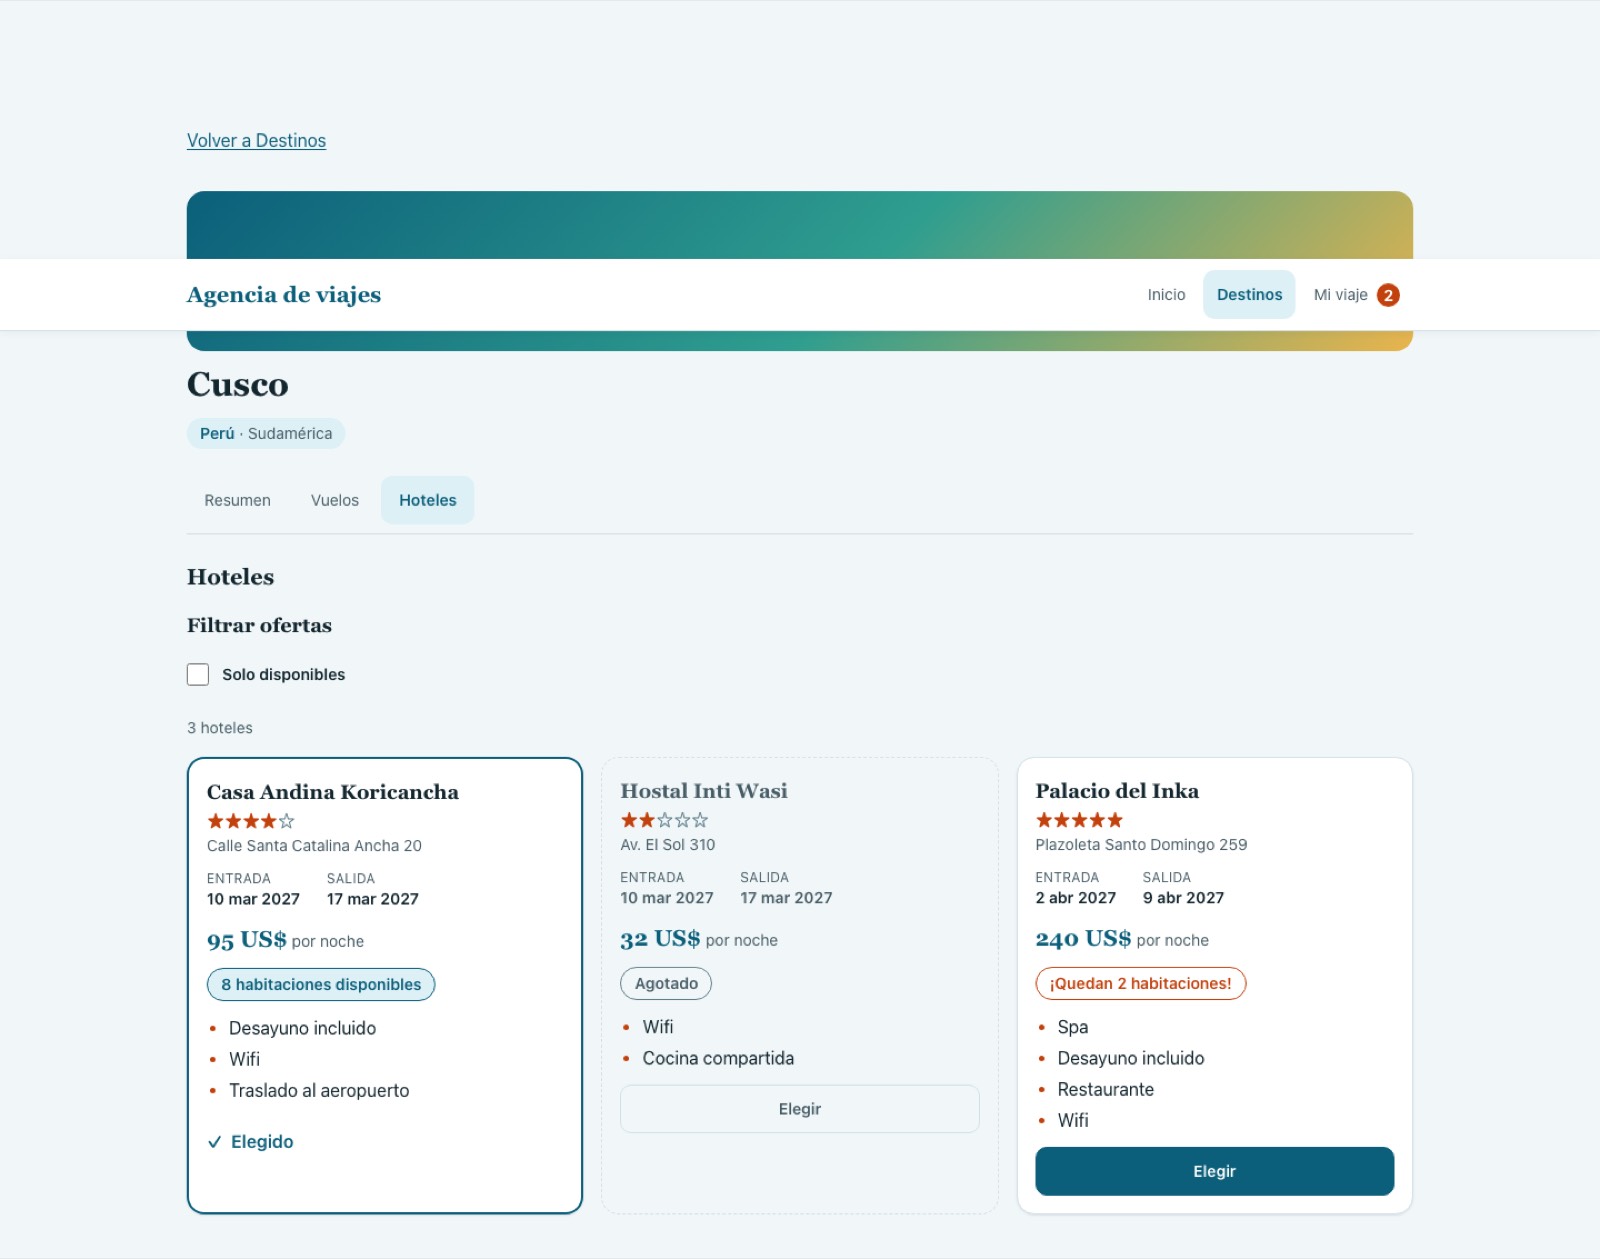 Volver a Destinos
Agencia de viajes
Inicio
Destinos
Mi viaje 2
Cusco
Perú · Sudamérica
Resumen
Vuelos
Hoteles
Hoteles
Filtrar ofertas
Solo disponibles
3 hoteles
Casa Andina Koricancha
★★★★☆
Calle Santa Catalina Ancha 20
ENTRADA SALIDA
10 mar 2027 17 mar 2027
95 US$ por noche
8 habitaciones disponibles
• Desayuno incluido
• Wifi
• Traslado al aeropuerto
✓ Elegido
Hostal Inti Wasi
★★☆☆☆
Av. El Sol 310
ENTRADA SALIDA
10 mar 2027 17 mar 2027
32 US$ por noche
Agotado
• Wifi
• Cocina compartida
Elegir
Palacio del Inka
★★★★★
Plazoleta Santo Domingo 259
ENTRADA SALIDA
2 abr 2027 9 abr 2027
240 US$ por noche
¡Quedan 2 habitaciones!
• Spa
• Desayuno incluido
• Restaurante
• Wifi
Elegir